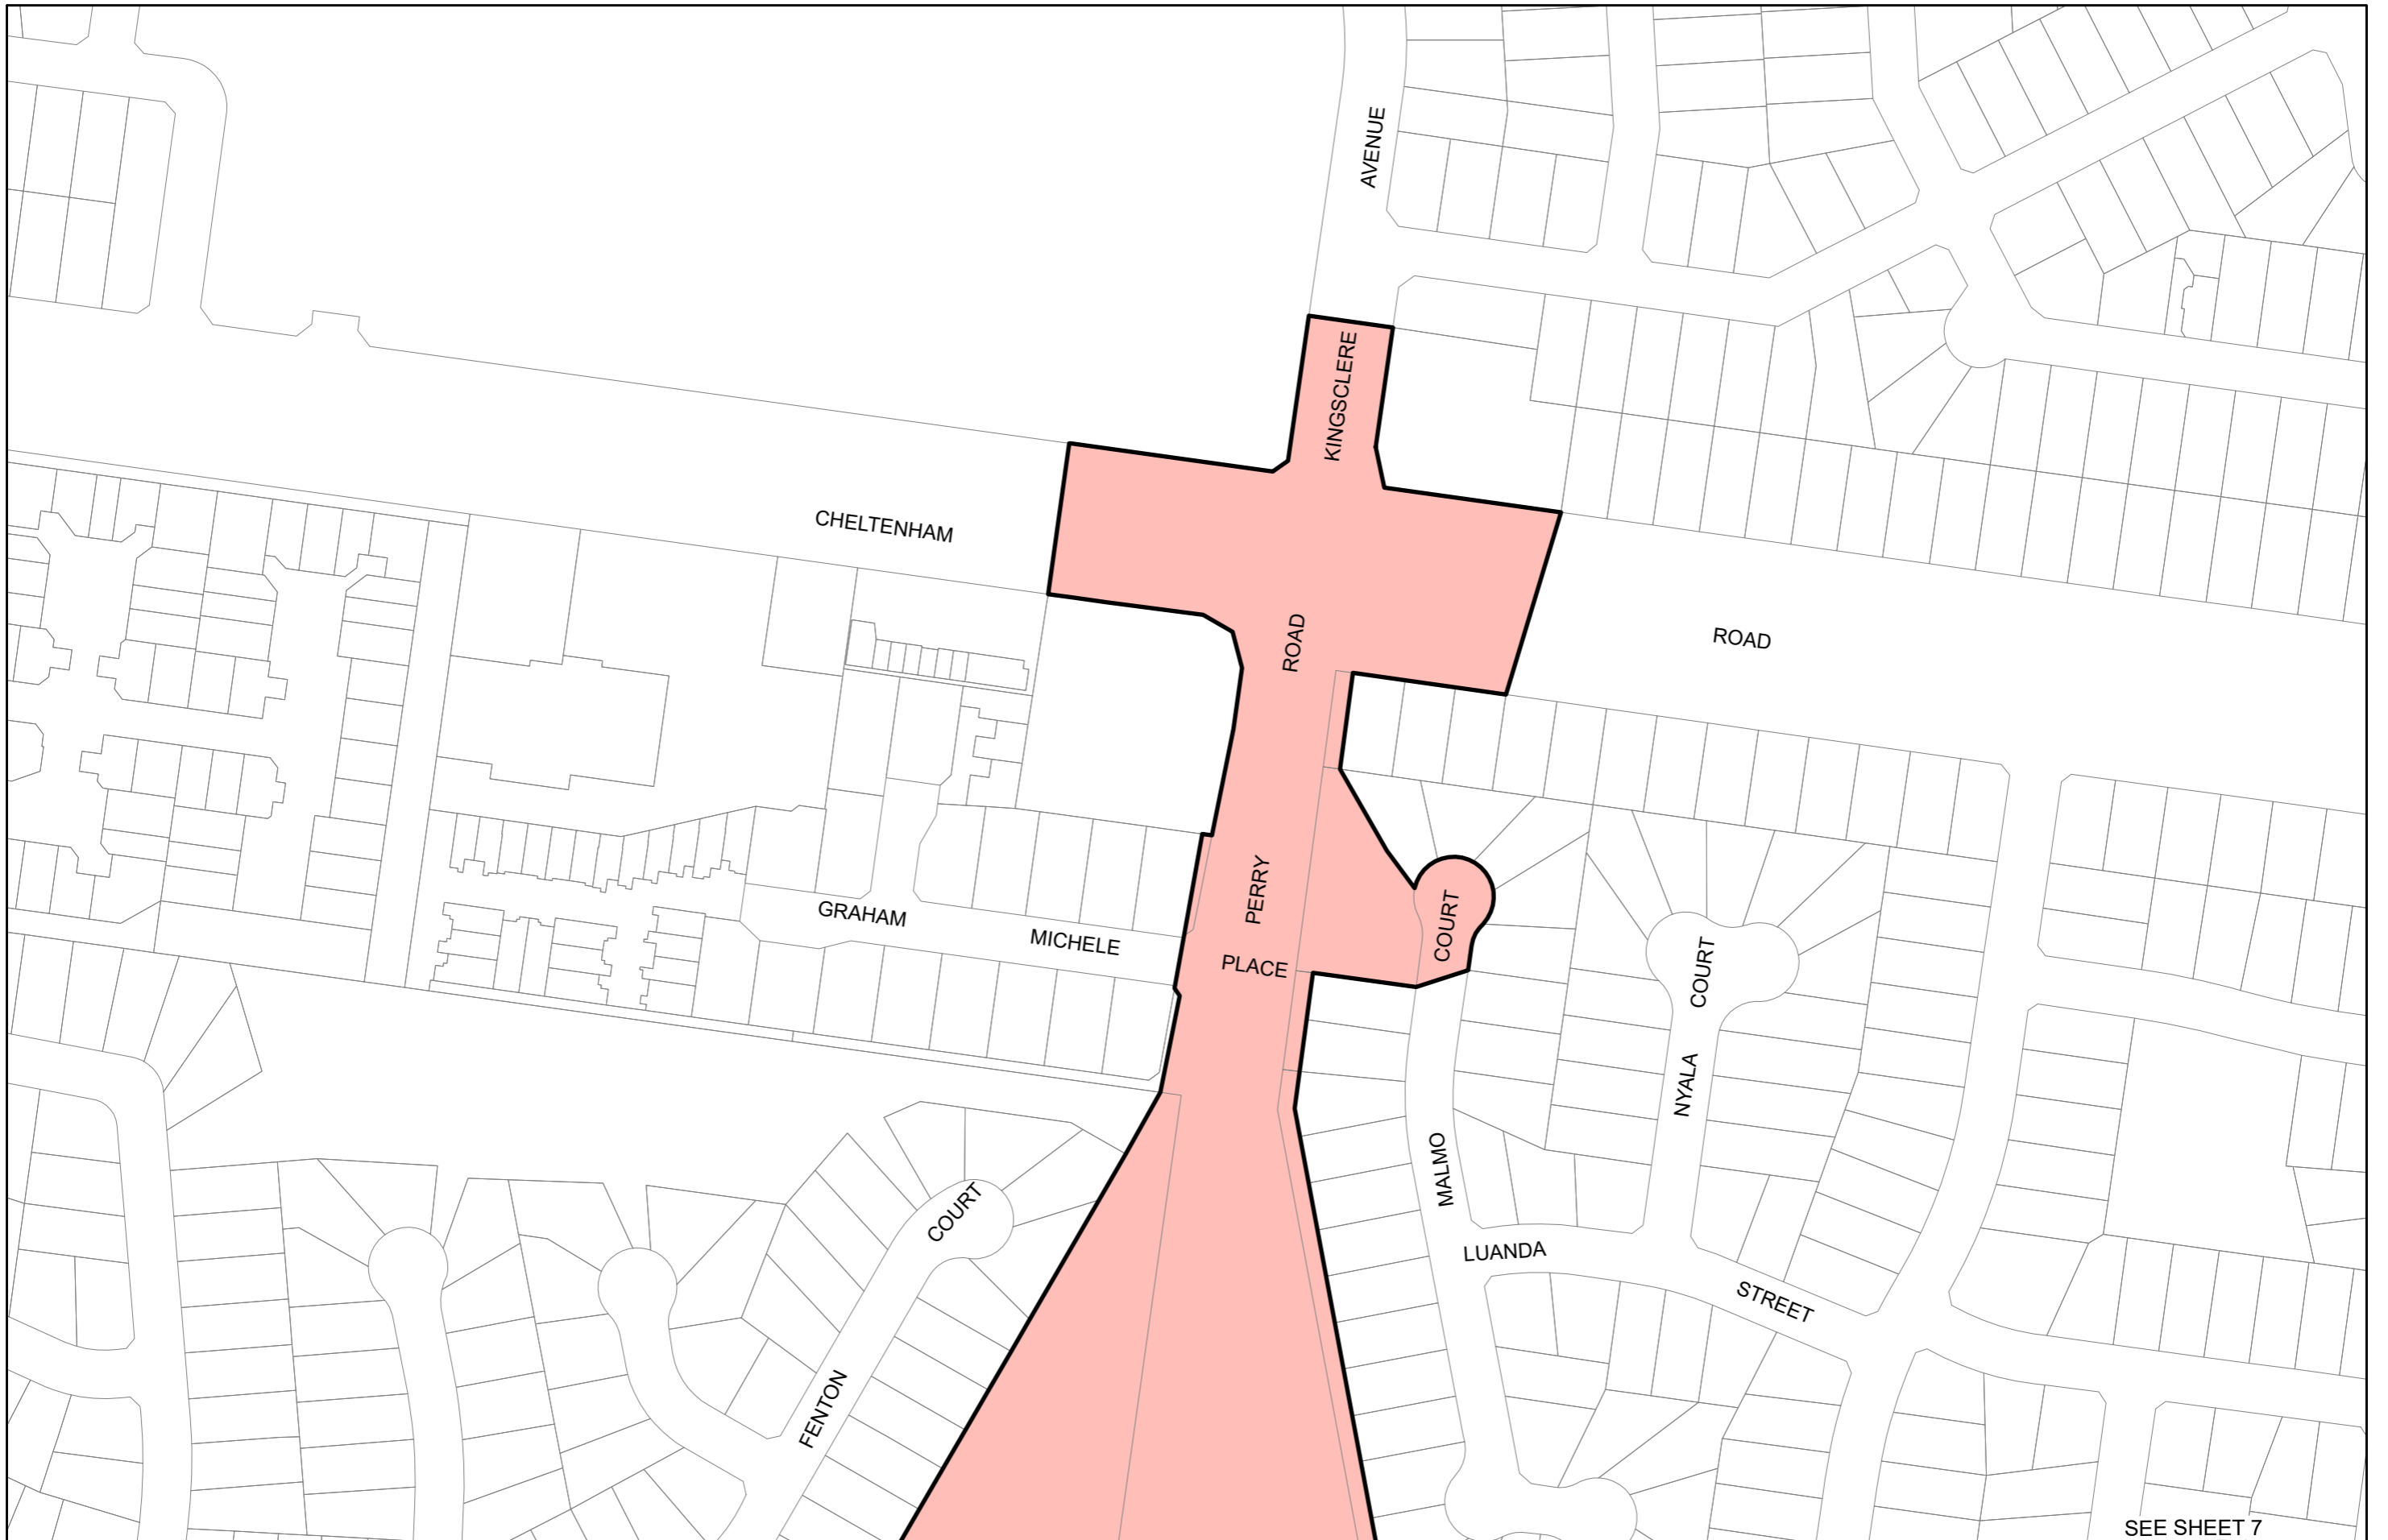 AVENUE
KINGSCLERE
CHELTENHAM
ROAD
ROAD
PERRY
GRAHAM
MICHELE
PLACE
COURT
COURT
NYALA
MALMO
COURT
FENTON
LUANDA
STREET
SEE SHEET 7